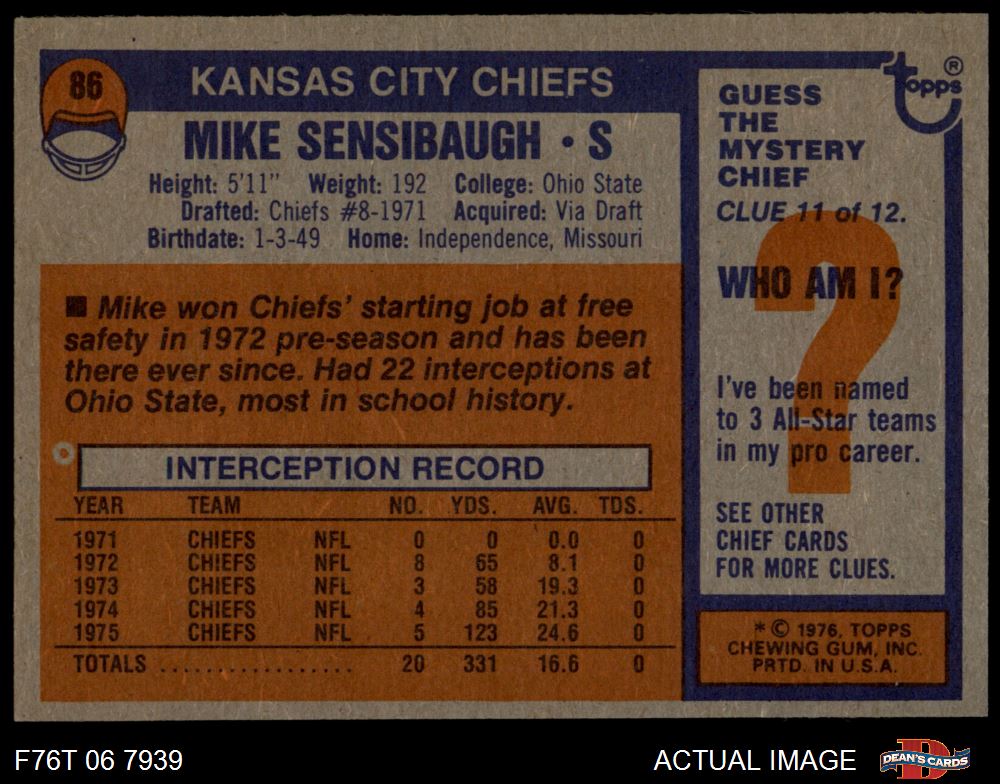 86
KANSAS CITY CHIEFS
MIKE SENSIBAUGH • S
Height: 5'11" Weight: 192 College: Ohio State
Drafted: Chiefs #8-1971 Acquired: Via Draft
Birthdate: 1-3-49 Home: Independence, Missouri
■ Mike won Chiefs' starting job at free
safety in 1972 pre-season and has been
there ever since. Had 22 interceptions at
Ohio State, most in school history.
INTERCEPTION RECORD
YEAR TEAM NO. YDS. AVG. TDS.
1971 CHIEFS NFL 0 0 0.0 0
1972 CHIEFS NFL 8 65 8.1 0
1973 CHIEFS NFL 3 58 19.3 0
1974 CHIEFS NFL 4 85 21.3 0
1975 CHIEFS NFL 5 123 24.6 0
TOTALS .................. 20 331 16.6 0
topps ®
GUESS
THE
MYSTERY
CHIEF
CLUE 11 of 12.
?
WHO AM I?
I've been named
to 3 All-Star teams
in my pro career.
SEE OTHER
CHIEF CARDS
FOR MORE CLUES.
* © 1976, TOPPS
CHEWING GUM, INC.
PRTD. IN U.S.A.
F76T 06 7939 ACTUAL IMAGE DEAN'S CARDS